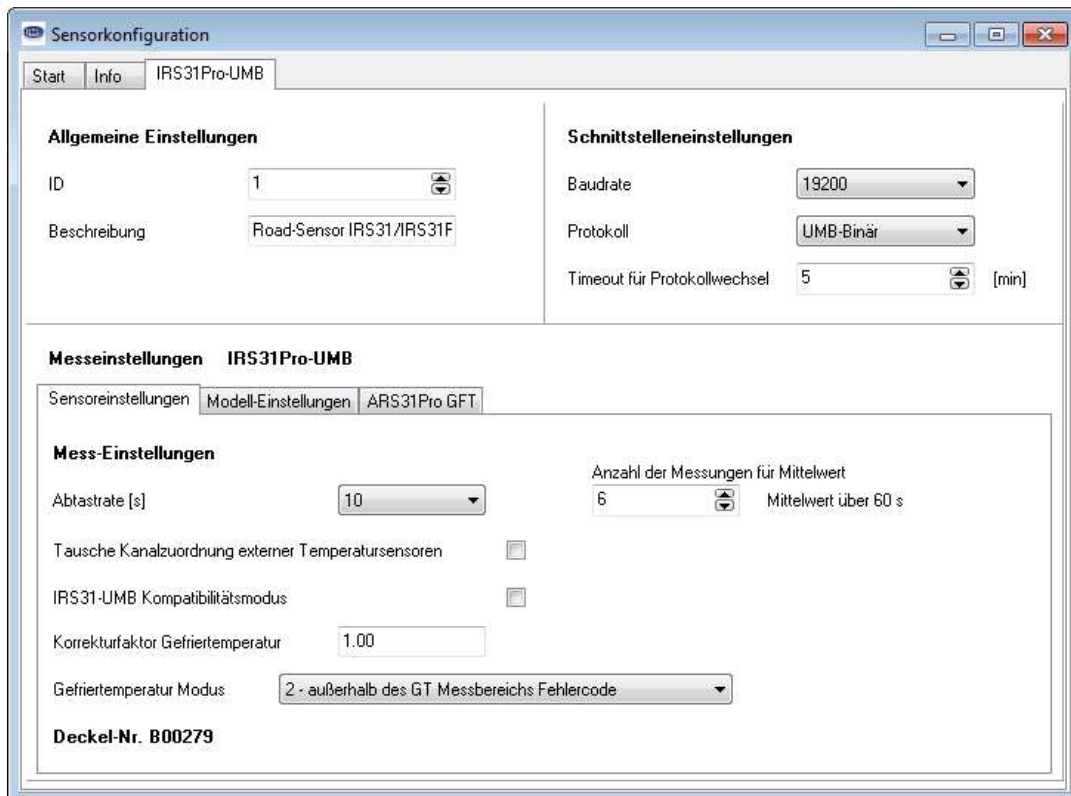 Sensorkonfiguration
Start Info IRS31Pro-UMB
Allgemeine Einstellungen
ID 1
Beschreibung Road-Sensor IRS31/IRS31F
Schnittstelleneinstellungen
Baudrate 19200
Protokoll UMB-Binär
Timeout für Protokollwechsel 5 [min]
Messeinstellungen IRS31Pro-UMB
Sensoreinstellungen Modell-Einstellungen ARS31Pro GFT
Mess-Einstellungen
Anzahl der Messungen für Mittelwert
Abtastrate [s] 10 6 Mittelwert über 60 s
Tausche Kanalzuordnung externer Temperatursensoren
IRS31-UMB Kompatibilitätsmodus
Korrekturfaktor Gefriertemperatur 1.00
Gefriertemperatur Modus 2 - außerhalb des GT Messbereichs Fehlercode
Deckel-Nr. B00279